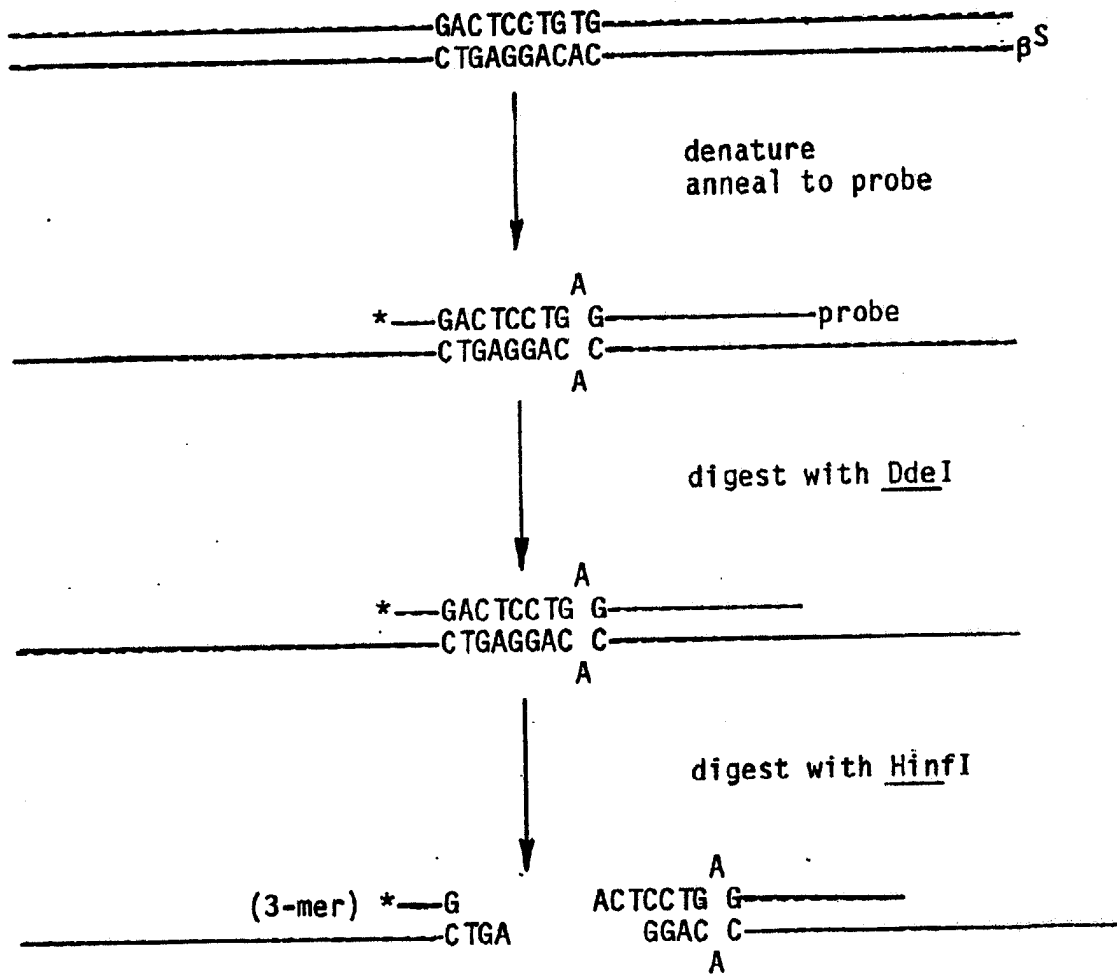 GACTCCTGTG
CTGAGGACAC
βS
denature
anneal to probe
A
*—GACTCCTG G—probe
CTGAGGAC C
A
digest with DdeI
A
*—GACTCCTG G
CTGAGGAC C
A
digest with HinfI
A
(3-mer) *—G ACTCCTG G
CTGA GGAC C
A